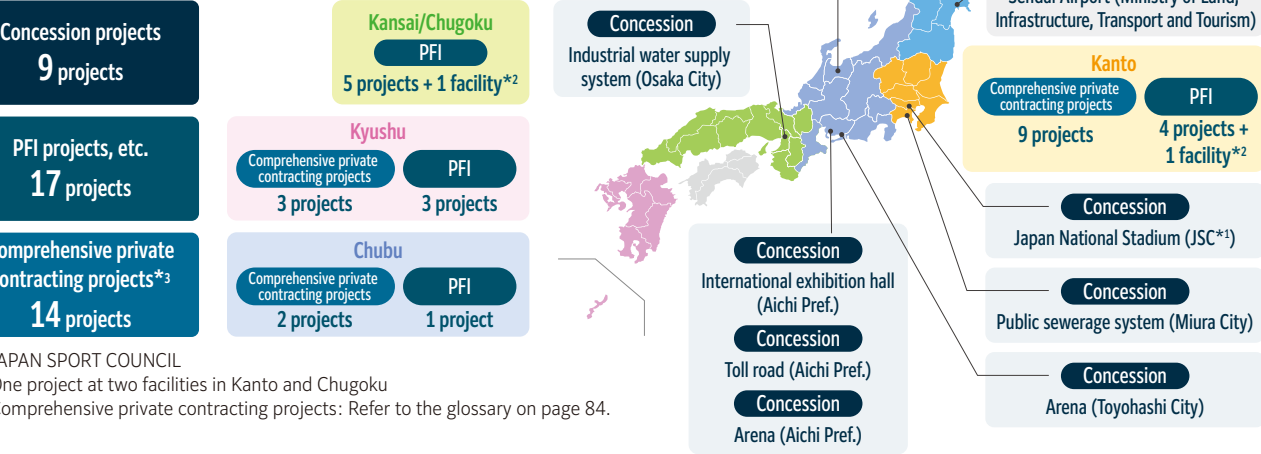 Concession projects
9 projects
PFI projects, etc.
17 projects
omprehensive private
ontracting projects*3
14 projects
Kansai/Chugoku
PFI
5 projects + 1 facility*2
Kyushu
Comprehensive private
contracting projects
3 projects
PFI
3 projects
Chubu
Comprehensive private
contracting projects
2 projects
PFI
1 project
Concession
Industrial water supply
system (Osaka City)
Sendai Airport (Ministry of Land,
Infrastructure, Transport and Tourism)
Kanto
Comprehensive private
contracting projects
9 projects
PFI
4 projects +
1 facility*2
Concession
Japan National Stadium (JSC*1)
Concession
Public sewerage system (Miura City)
Concession
Arena (Toyohashi City)
Concession
International exhibition hall
(Aichi Pref.)
Concession
Toll road (Aichi Pref.)
Concession
Arena (Aichi Pref.)
APAN SPORT COUNCIL
One project at two facilities in Kanto and Chugoku
Comprehensive private contracting projects: Refer to the glossary on page 84.